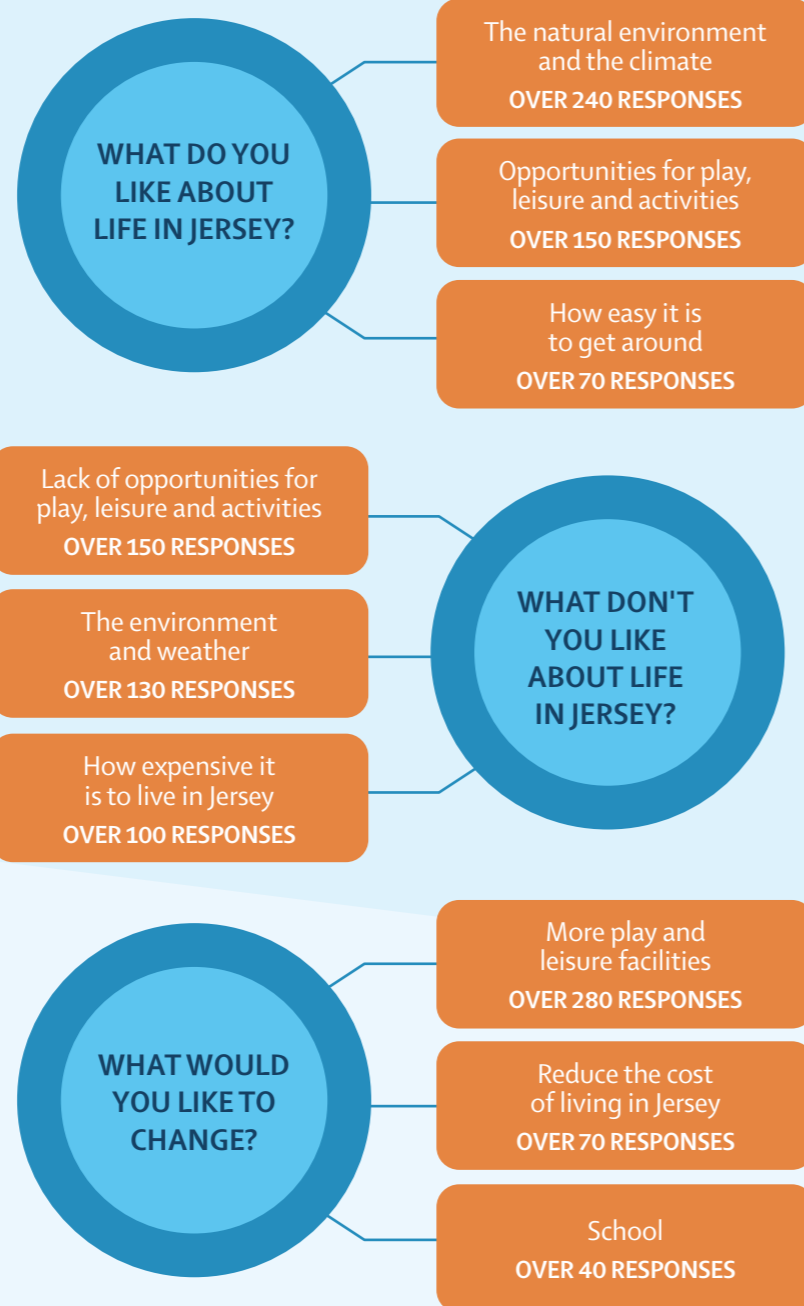 WHAT DO YOU
LIKE ABOUT
LIFE IN JERSEY?
The natural environment
and the climate
OVER 240 RESPONSES
Opportunities for play,
leisure and activities
OVER 150 RESPONSES
How easy it is
to get around
OVER 70 RESPONSES
WHAT DON'T
YOU LIKE
ABOUT LIFE
IN JERSEY?
Lack of opportunities for
play, leisure and activities
OVER 150 RESPONSES
The environment
and weather
OVER 130 RESPONSES
How expensive it
is to live in Jersey
OVER 100 RESPONSES
WHAT WOULD
YOU LIKE TO
CHANGE?
More play and
leisure facilities
OVER 280 RESPONSES
Reduce the cost
of living in Jersey
OVER 70 RESPONSES
School
OVER 40 RESPONSES